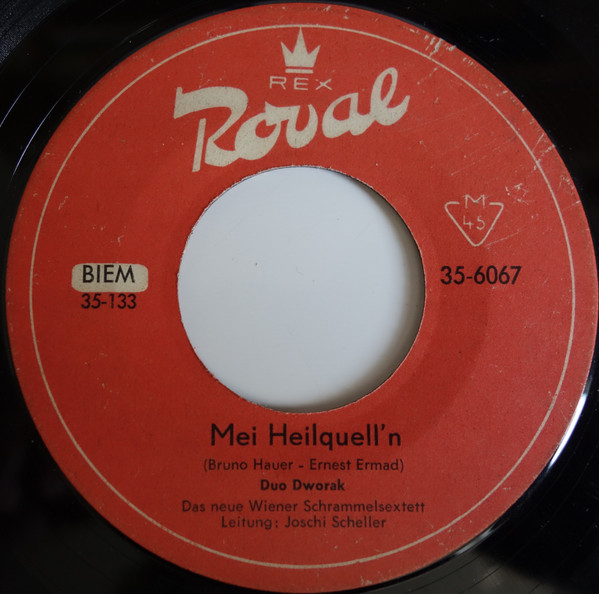 REX
Royal
M
45
BIEM
35-133
35-6067
Mei Heilquell'n
(Bruno Hauer - Ernest Ermad)
Duo Dworak
Das neue Wiener Schrammelsextett
Leitung: Joschi Scheller